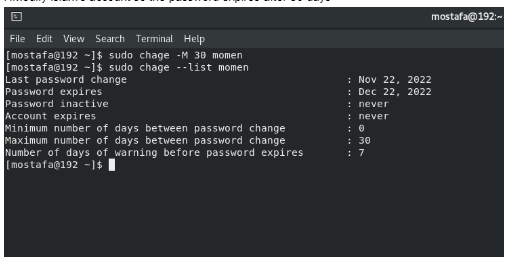 mostafa@192:~
File Edit View Search Terminal Help
[mostafa@192 ~]$ sudo chage -M 30 momen
[mostafa@192 ~]$ sudo chage --list momen
Last password change : Nov 22, 2022
Password expires : Dec 22, 2022
Password inactive : never
Account expires : never
Minimum number of days between password change : 0
Maximum number of days between password change : 30
Number of days of warning before password expires : 7
[mostafa@192 ~]$